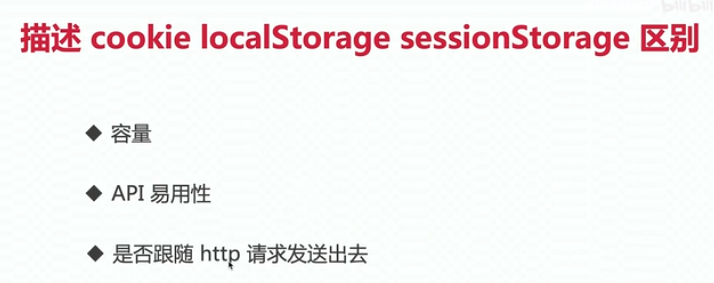 描述 cookie localStorage sessionStorage 区别
◆ 容量
◆ API 易用性
◆ 是否跟随 http 请求发送出去